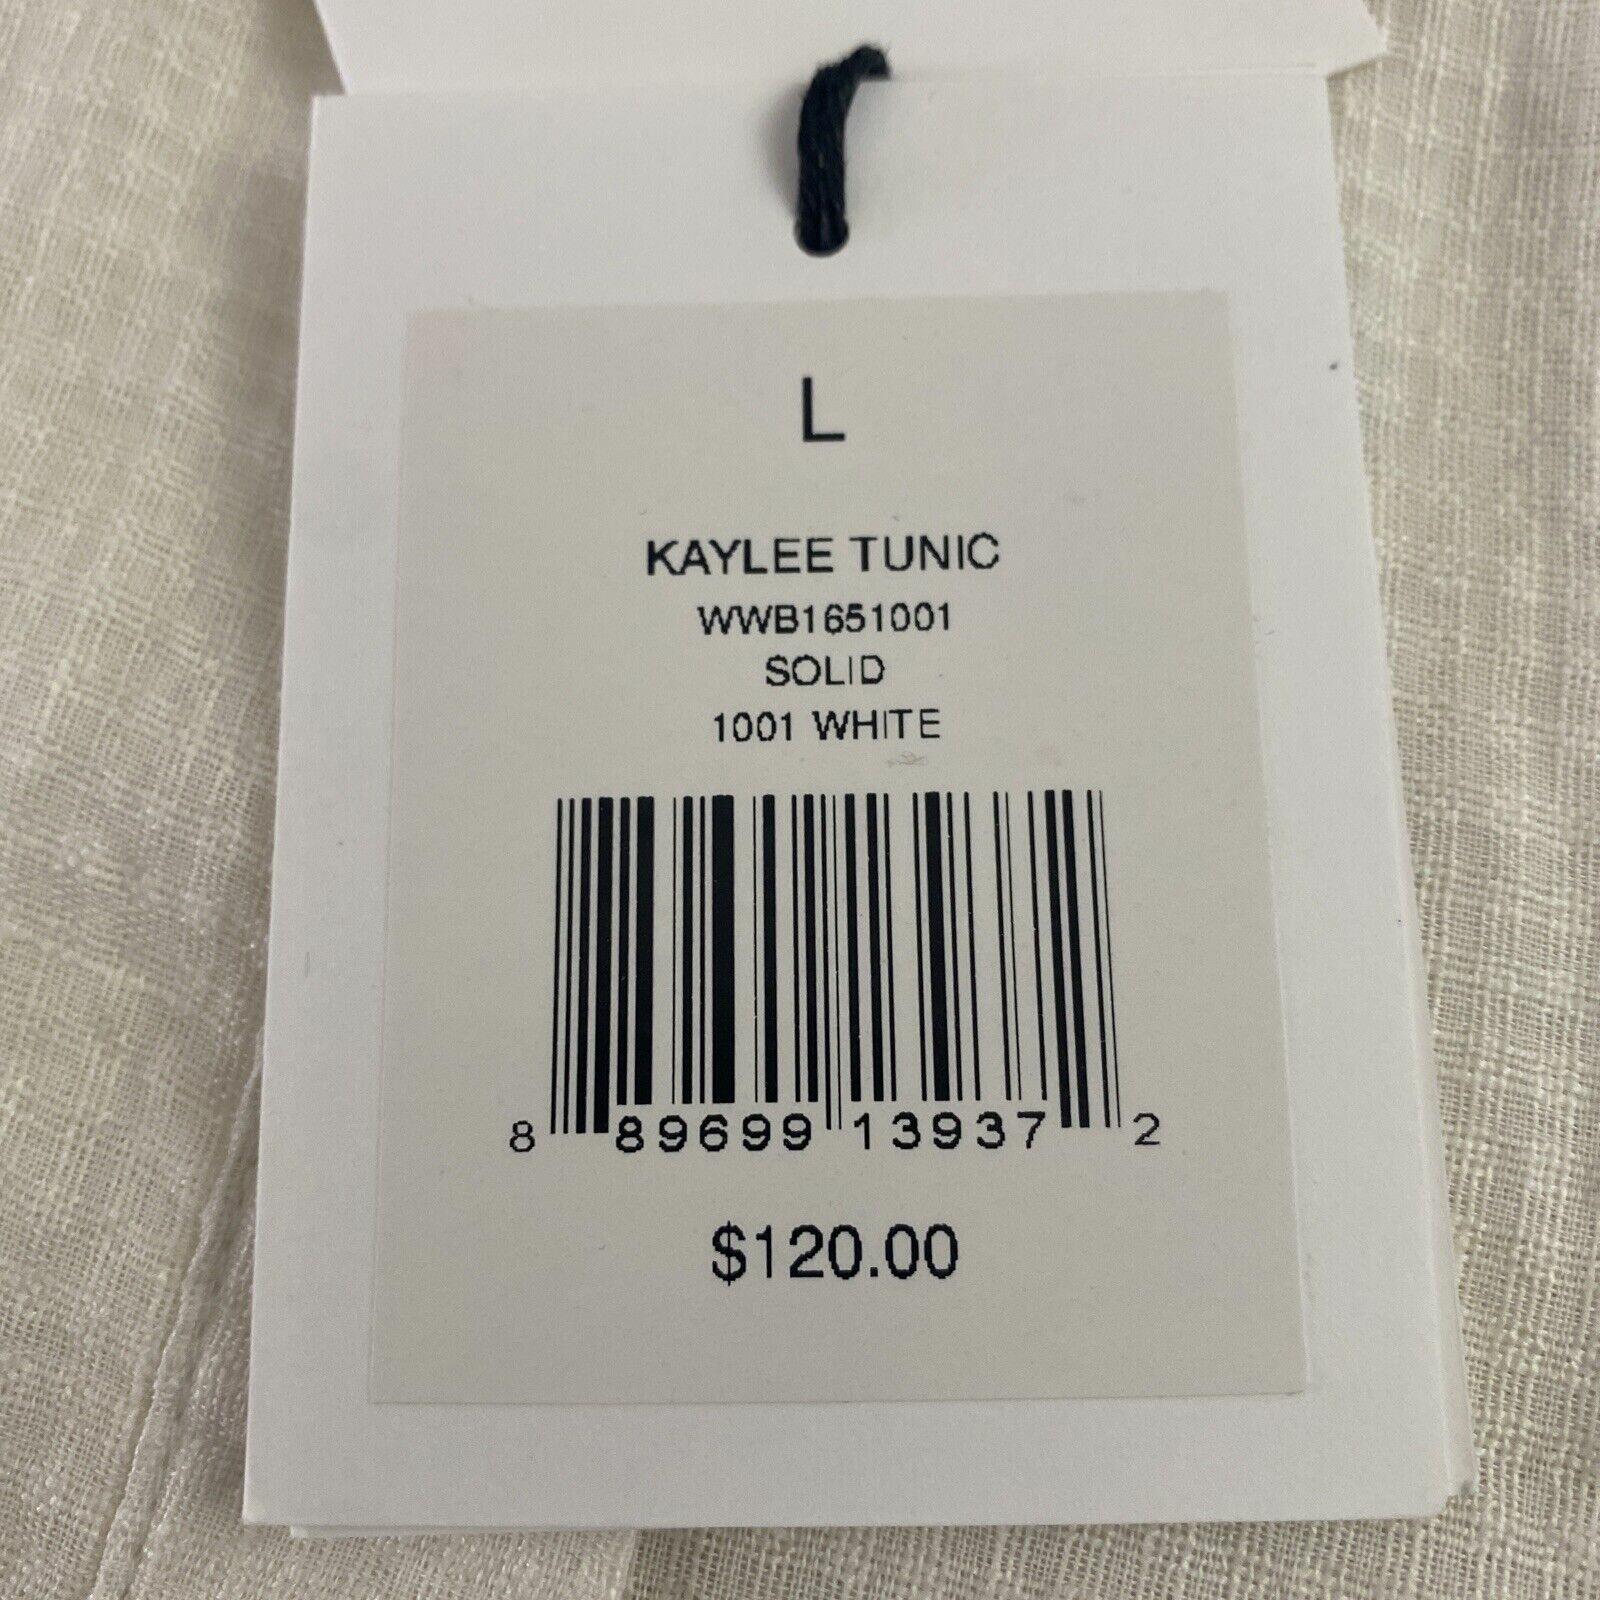 L
KAYLEE TUNIC
WWB1651001
SOLID
1001 WHITE
8 89699 13937 2
$120.00